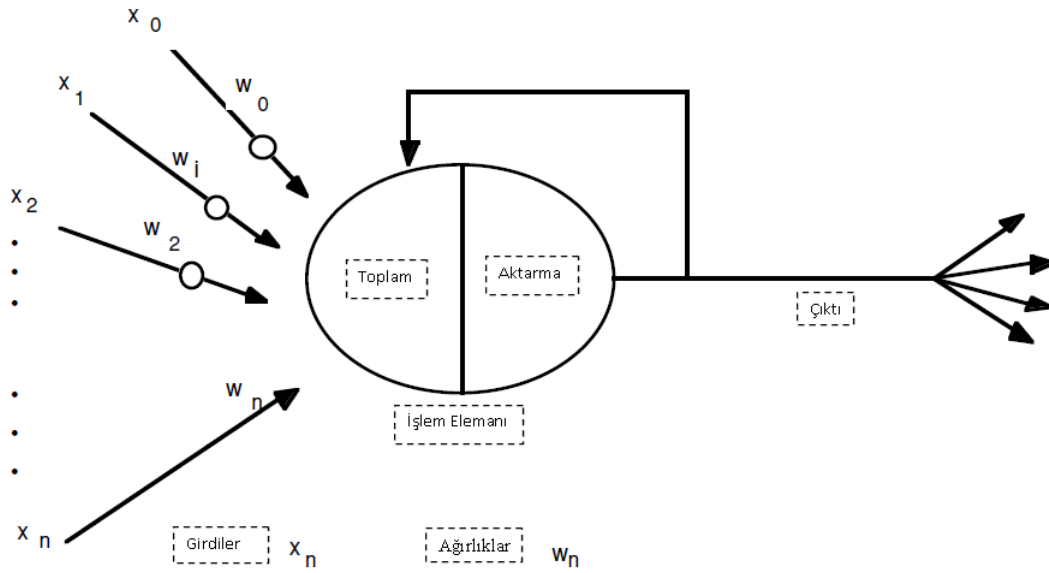 x 0
w 0
x 1
w i
x 2
w 2
Toplam
Aktarma
Çıktı
w n
İşlem Elemanı
x n
Girdiler
x n
Ağırlıklar
w n